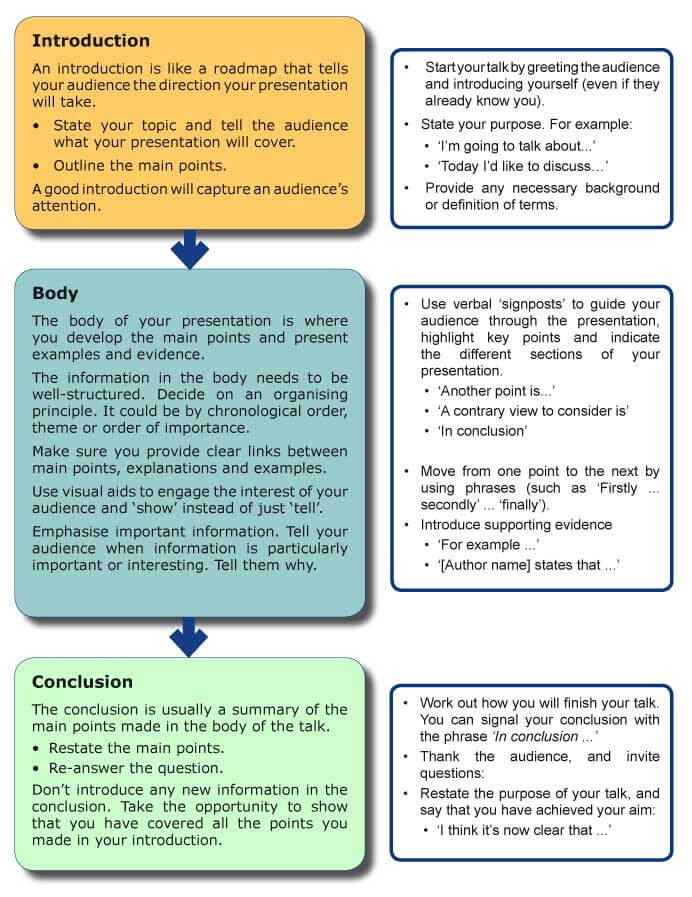 Introduction
An introduction is like a roadmap that tells
your audience the direction your presentation
will take.
• State your topic and tell the audience
what your presentation will cover.
• Outline the main points.
A good introduction will capture an audience's
attention.
• Start your talk by greeting the audience
and introducing yourself (even if they
already know you).
• State your purpose. For example:
• 'I'm going to talk about...'
• 'Today I'd like to discuss…'
• Provide any necessary background
or definition of terms.
Body
The body of your presentation is where
you develop the main points and present
examples and evidence.
The information in the body needs to be
well-structured. Decide on an organising
principle. It could be by chronological order,
theme or order of importance.
Make sure you provide clear links between
main points, explanations and examples.
Use visual aids to engage the interest of your
audience and 'show' instead of just 'tell'.
Emphasise important information. Tell your
audience when information is particularly
important or interesting. Tell them why.
• Use verbal 'signposts' to guide your
audience through the presentation,
highlight key points and indicate
the different sections of your
presentation.
• 'Another point is...'
• 'A contrary view to consider is'
• 'In conclusion'
• Move from one point to the next by
using phrases (such as 'Firstly ...
secondly' ... 'finally').
• Introduce supporting evidence
• 'For example ...'
• '[Author name] states that ...'
Conclusion
The conclusion is usually a summary of the
main points made in the body of the talk.
• Restate the main points.
• Re-answer the question.
Don't introduce any new information in the
conclusion. Take the opportunity to show
that you have covered all the points you
made in your introduction.
• Work out how you will finish your talk.
You can signal your conclusion with
the phrase 'In conclusion ...'
• Thank the audience, and invite
questions:
• Restate the purpose of your talk, and
say that you have achieved your aim:
• 'I think it's now clear that ...'